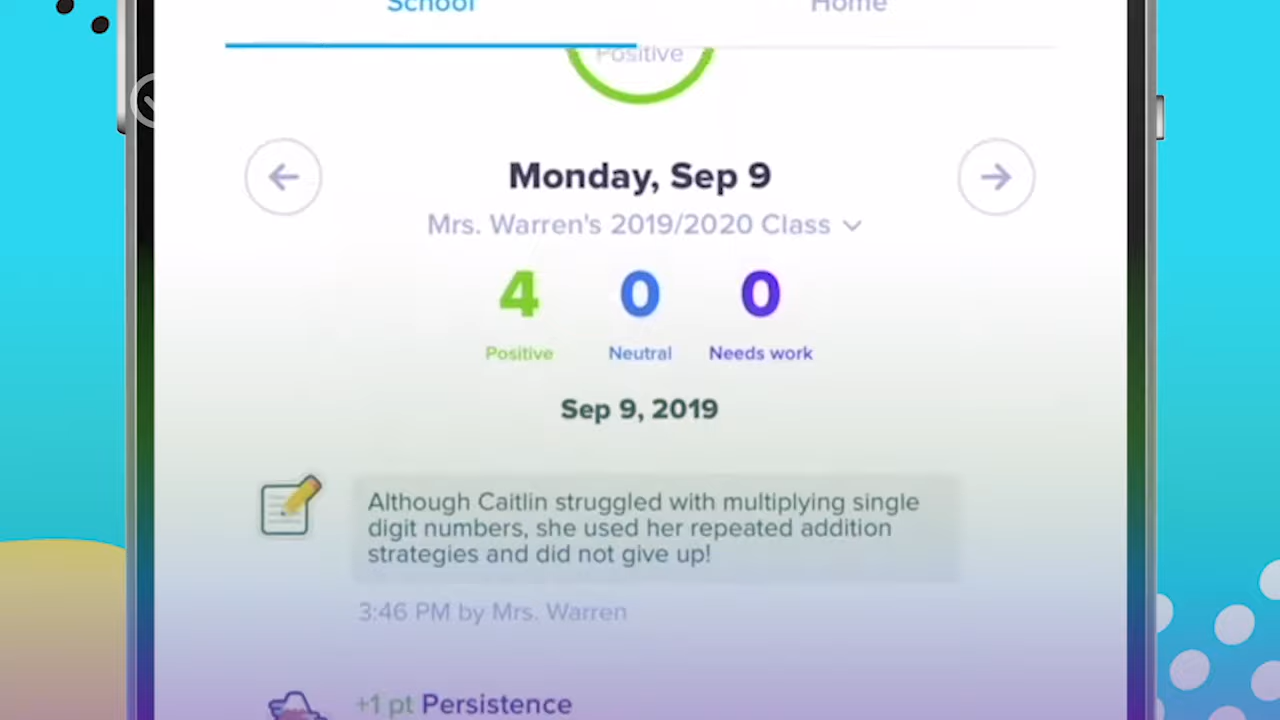 School
Home
Positive
Monday, Sep 9
Mrs. Warren's 2019/2020 Class
4
0
0
Positive
Neutral
Needs work
Sep 9, 2019
Although Caitlin struggled with multiplying single
digit numbers, she used her repeated addition
strategies and did not give up!
3:46 PM by Mrs. Warren
+1 pt Persistence